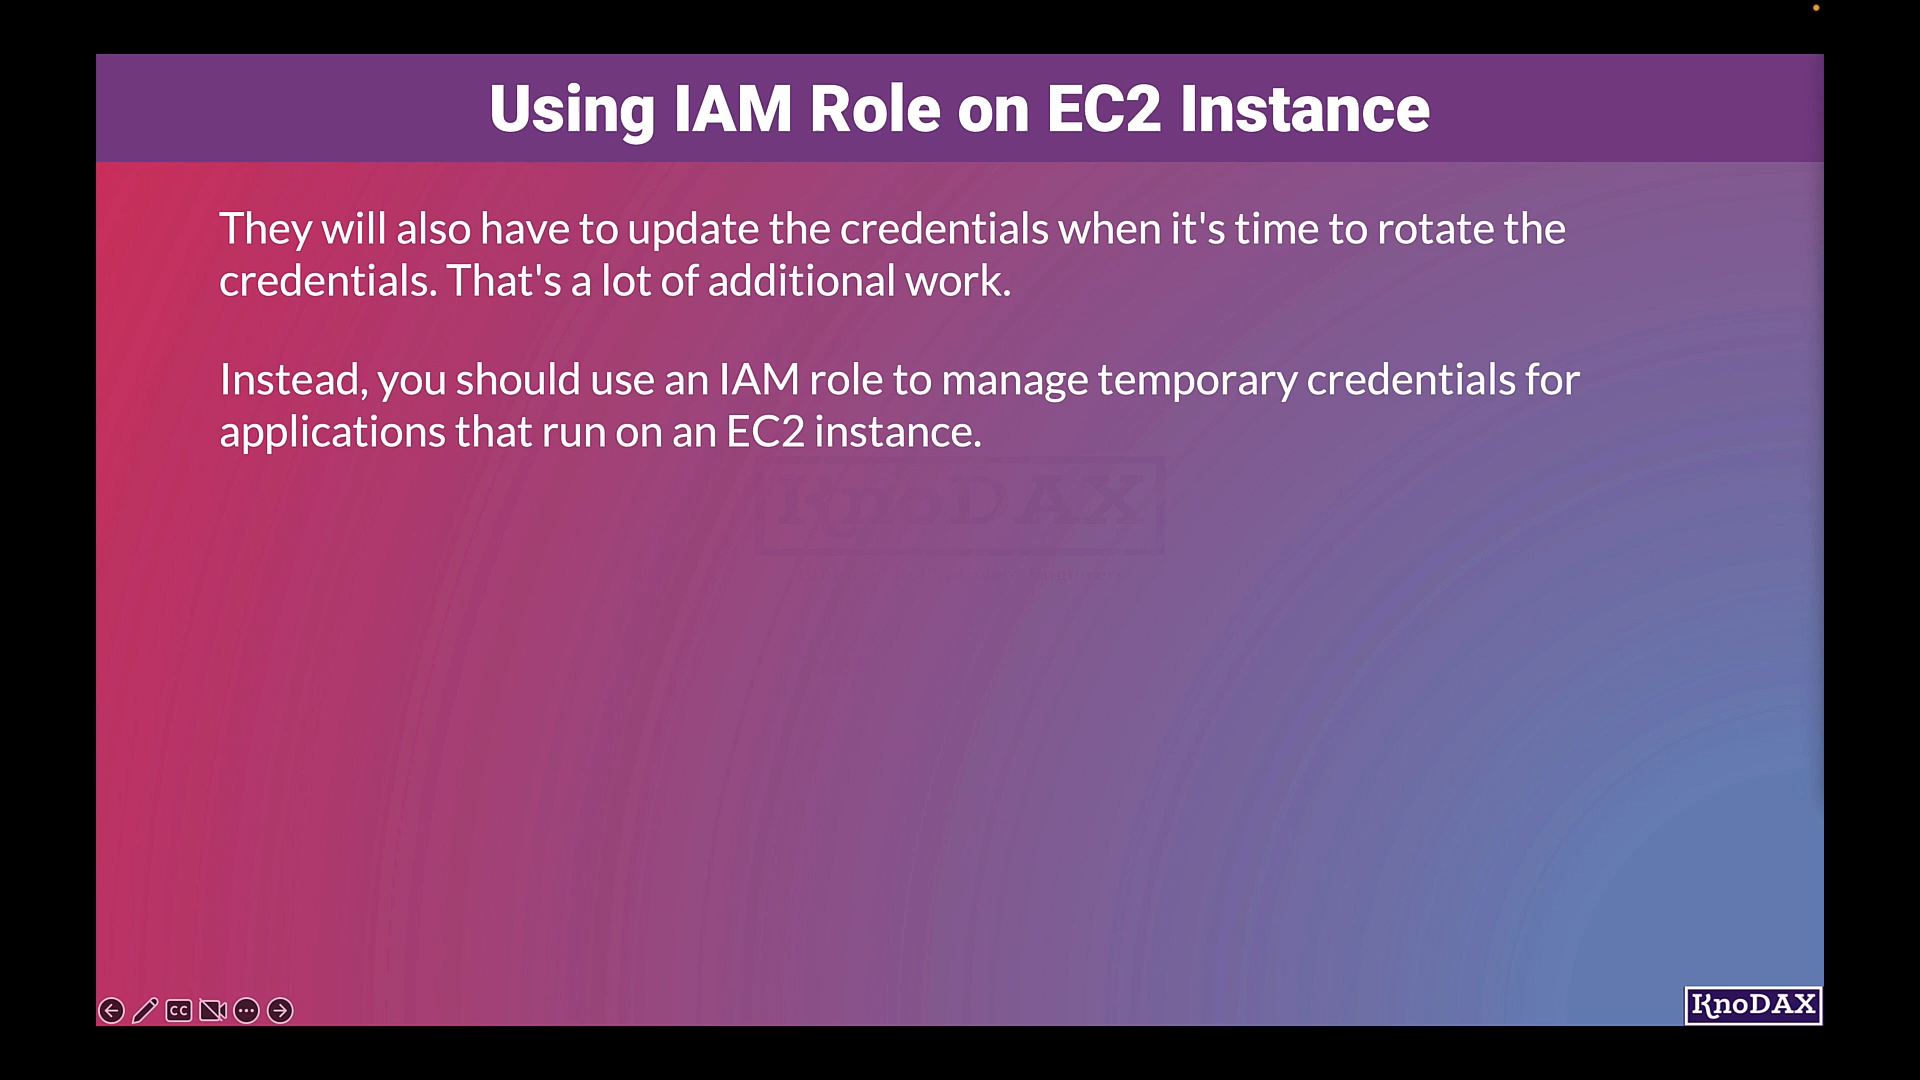 Using IAM Role on EC2 Instance
They will also have to update the credentials when it's time to rotate the
credentials. That's a lot of additional work.
Instead, you should use an IAM role to manage temporary credentials for
applications that run on an EC2 instance.
KnoDAX
CC
KnoDAX